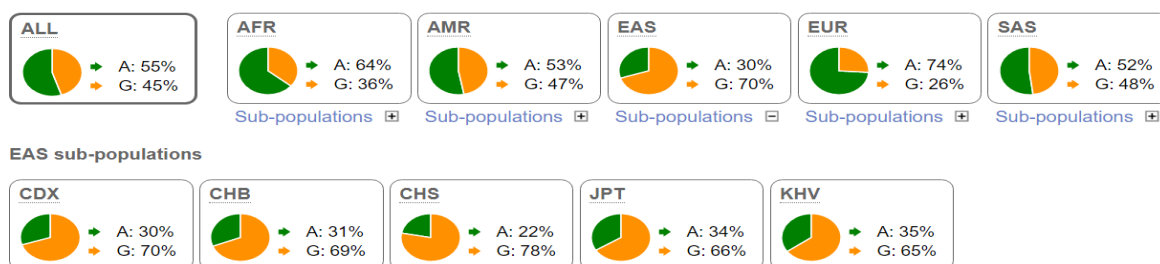 ALL
A: 55%
G: 45%
AFR
A: 64%
G: 36%
Sub-populations
AMR
A: 53%
G: 47%
Sub-populations
EAS
A: 30%
G: 70%
Sub-populations
EUR
A: 74%
G: 26%
Sub-populations
SAS
A: 52%
G: 48%
Sub-populations
EAS sub-populations
CDX
A: 30%
G: 70%
CHB
A: 31%
G: 69%
CHS
A: 22%
G: 78%
JPT
A: 34%
G: 66%
KHV
A: 35%
G: 65%